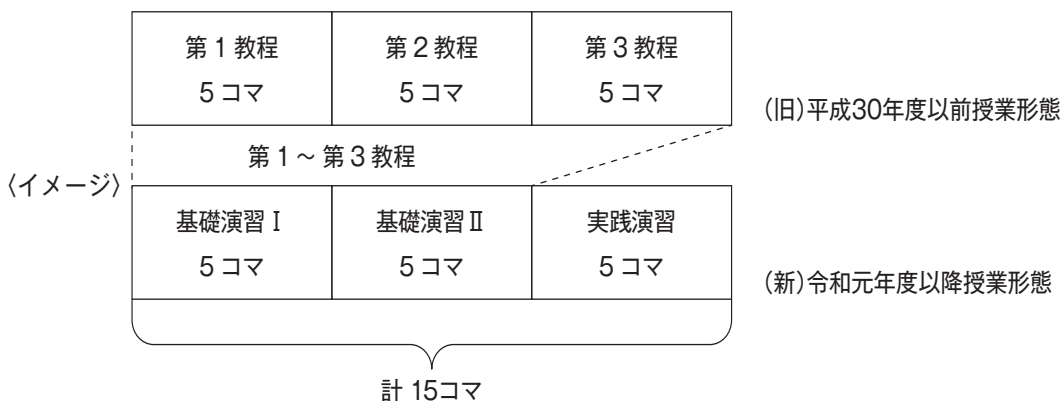 第1教程 第2教程 第3教程
5コマ 5コマ 5コマ
(旧)平成30年度以前授業形態
第1～第3教程
〈イメージ〉
基礎演習Ⅰ 基礎演習Ⅱ 実践演習
5コマ 5コマ 5コマ
(新)令和元年度以降授業形態
計 15コマ